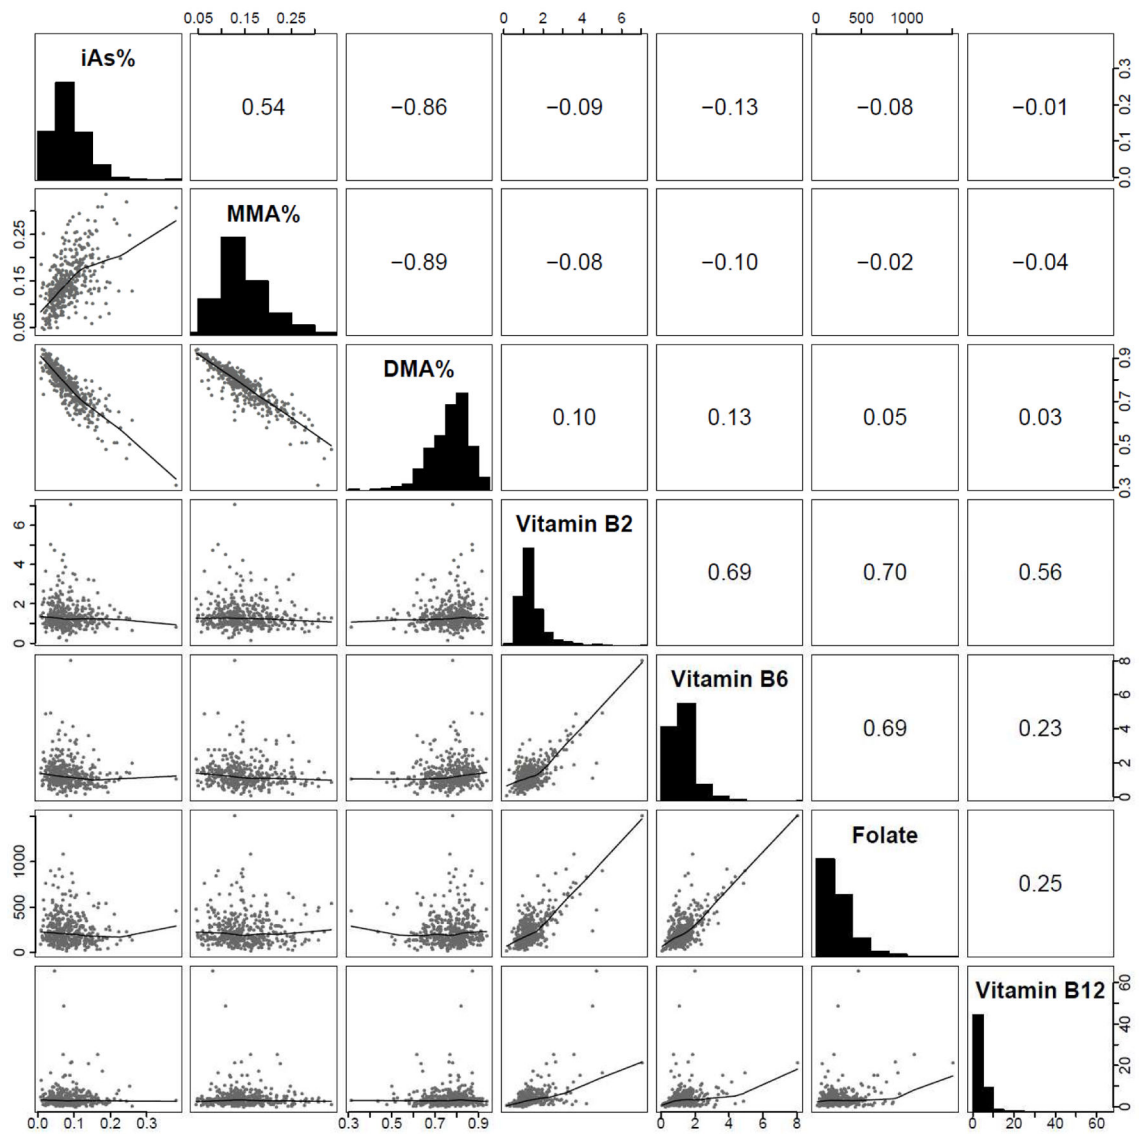 0.05 0.15 0.25 0 2 4 6 0 500 1000
iAs% 0.54 −0.86 −0.09 −0.13 −0.08 −0.01 0.0 0.1 0.2 0.3
0.05 0.15 0.25 MMA% −0.89 −0.08 −0.10 −0.02 −0.04
DMA% 0.10 0.13 0.05 0.03 0.3 0.5 0.7 0.9
0 2 4 6 Vitamin B2 0.69 0.70 0.56
Vitamin B6 0.69 0.23 0 2 4 6 8
0 500 1000 Folate 0.25
Vitamin B12 0 20 40 60
0.0 0.1 0.2 0.3 0.3 0.5 0.7 0.9 0 2 4 6 8 0 20 40 60